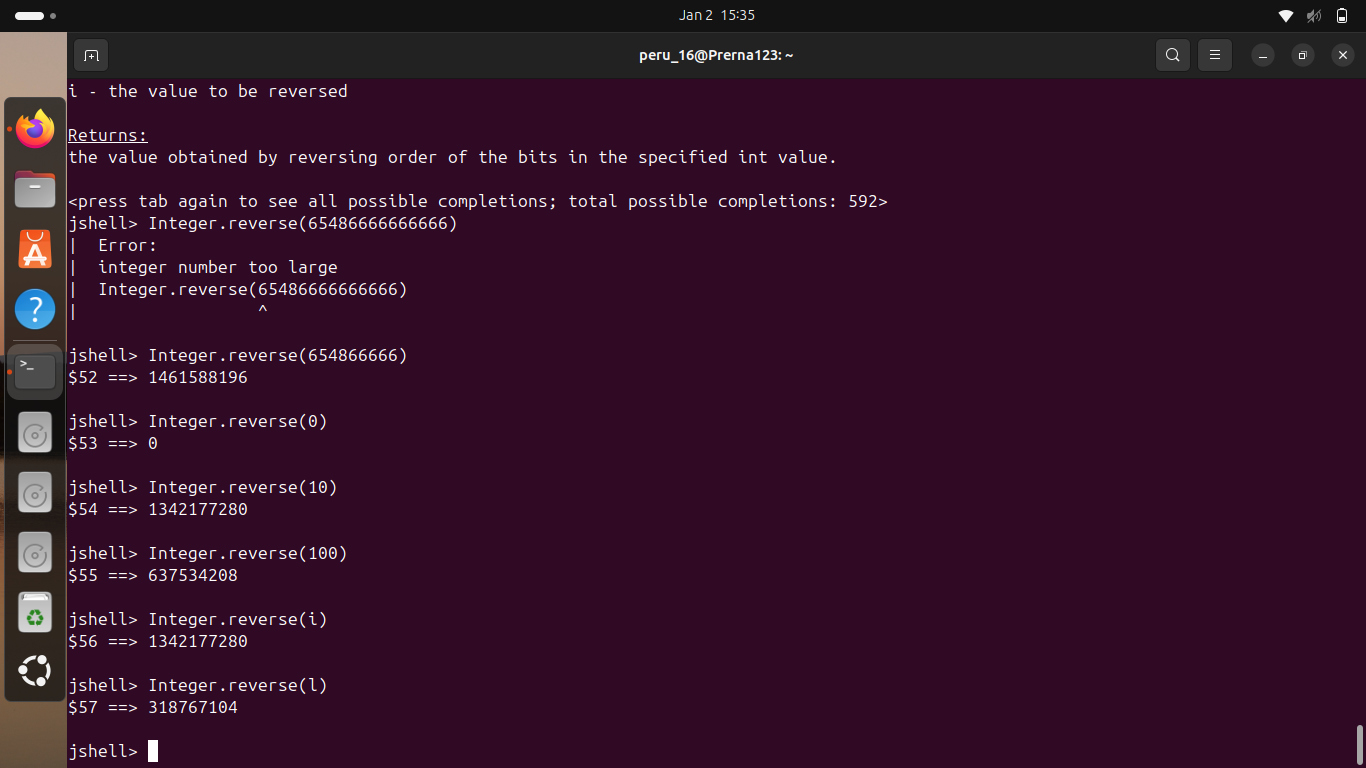 Jan 2 15:35
peru_16@Prerna123: ~
i - the value to be reversed
Returns:
the value obtained by reversing order of the bits in the specified int value.
<press tab again to see all possible completions; total possible completions: 592>
jshell> Integer.reverse(65486666666666)
| Error:
| integer number too large
| Integer.reverse(65486666666666)
| ^
jshell> Integer.reverse(654866666)
$52 ==> 1461588196
jshell> Integer.reverse(0)
$53 ==> 0
jshell> Integer.reverse(10)
$54 ==> 1342177280
jshell> Integer.reverse(100)
$55 ==> 637534208
jshell> Integer.reverse(i)
$56 ==> 1342177280
jshell> Integer.reverse(l)
$57 ==> 318767104
jshell>